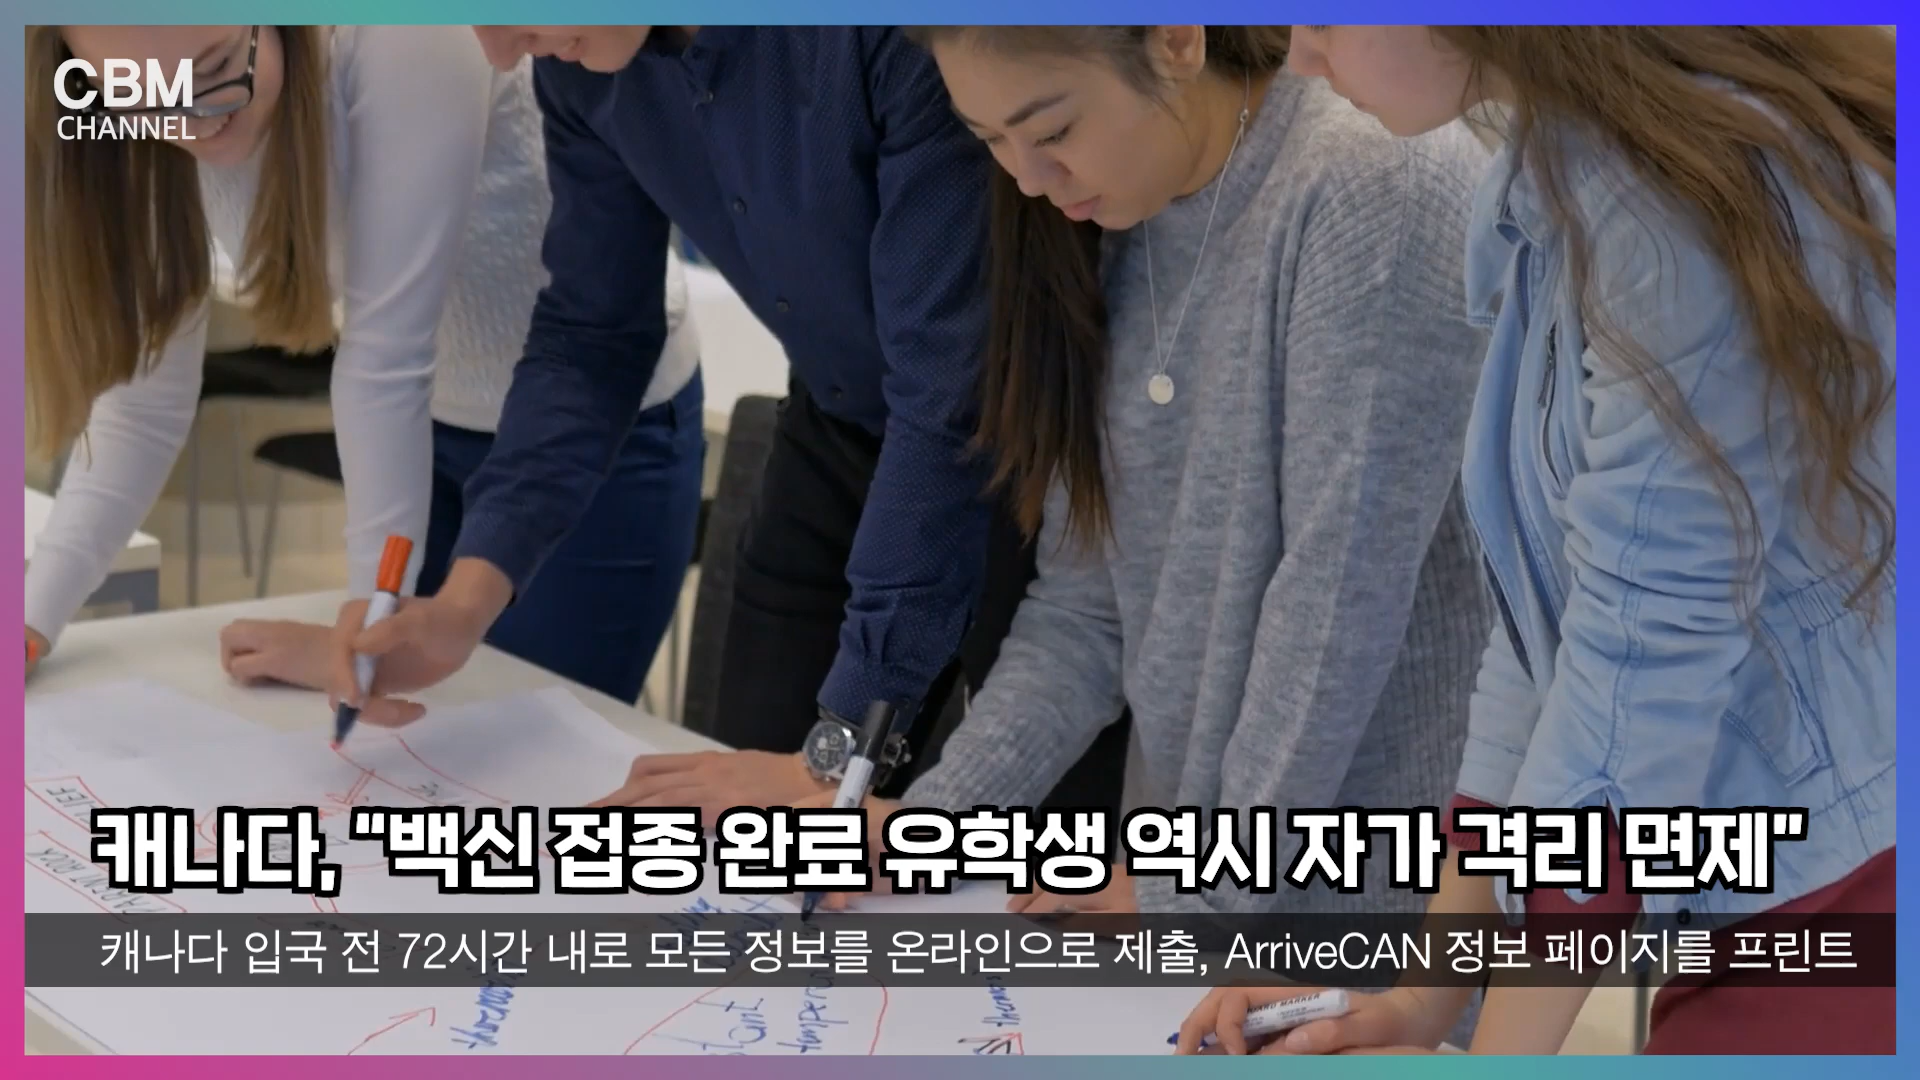 CBM
CHANNEL
캐나다, “백신 접종 완료 유학생 역시 자가 격리 면제”
캐나다 입국 전 72시간 내로 모든 정보를 온라인으로 제출, ArriveCAN 정보 페이지를 프린트